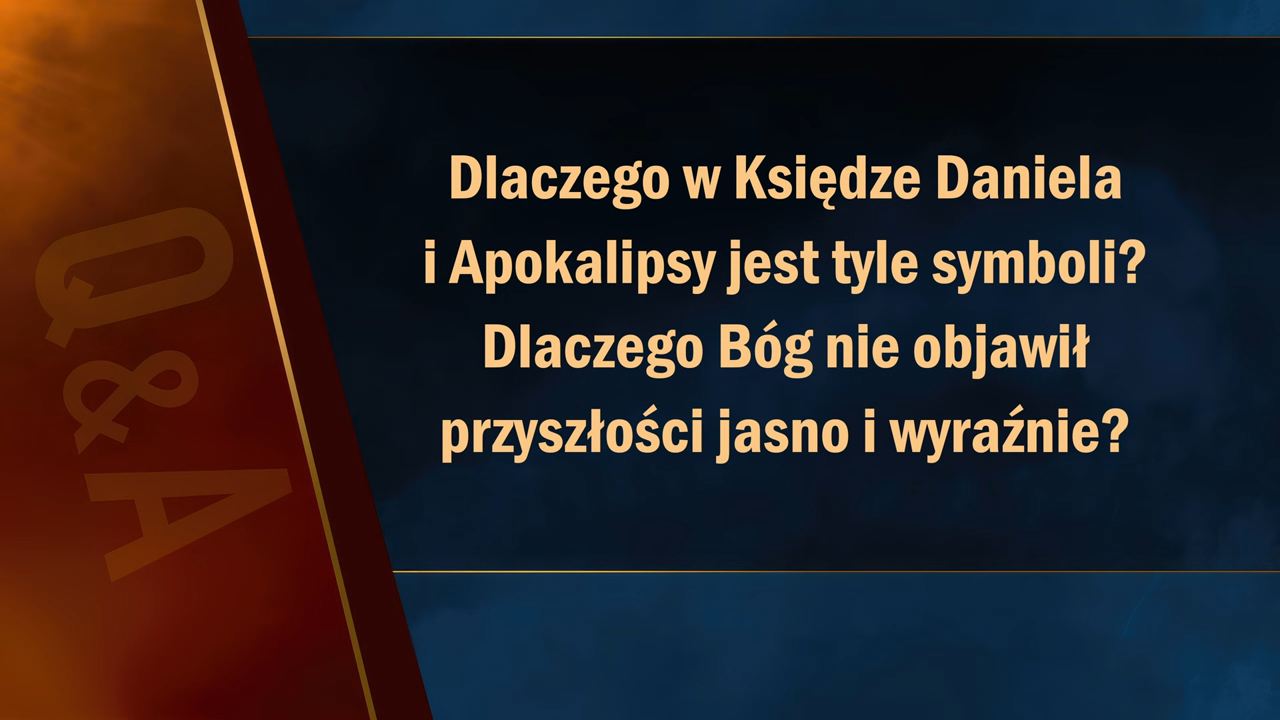 Dlaczego w Księdze Daniela
i Apokalipsy jest tyle symboli?
Dlaczego Bóg nie objawił
przyszłości jasno i wyraźnie?
Q&A